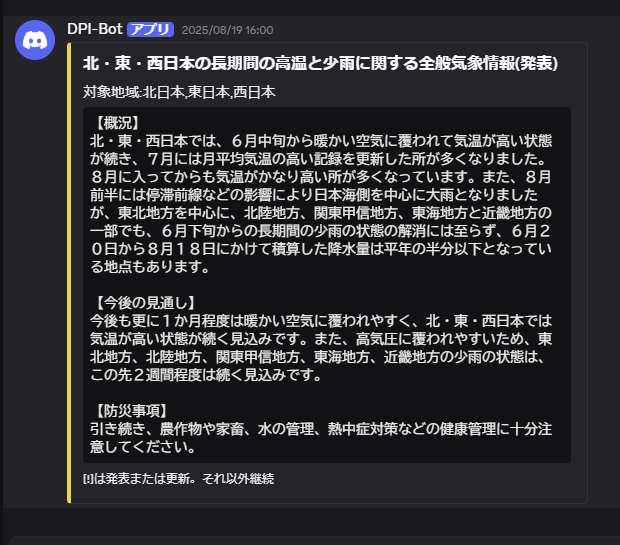 DPI-Bot アプリ 2025/08/19 16:00
北・東・西日本の長期間の高温と少雨に関する全般気象情報(発表)
対象地域:北日本,東日本,西日本
【概況】
北・東・西日本では、６月中旬から暖かい空気に覆われて気温が高い状態
が続き、７月には月平均気温の高い記録を更新した所が多くなりました。
８月に入ってからも気温がかなり高い所が多くなっています。また、８月
前半には停滞前線などの影響により日本海側を中心に大雨となりました
が、東北地方を中心に、北陸地方、関東甲信地方、東海地方と近畿地方の
一部でも、６月下旬からの長期間の少雨の状態の解消には至らず、６月２
０日から８月１８日にかけて積算した降水量は平年の半分以下となってい
る地点もあります。
【今後の見通し】
今後も更に１か月程度は暖かい空気に覆われやすく、北・東・西日本では
気温が高い状態が続く見込みです。また、高気圧に覆われやすいため、東
北地方、北陸地方、関東甲信地方、東海地方、近畿地方の少雨の状態は、
この先２週間程度は続く見込みです。
【防災事項】
引き続き、農作物や家畜、水の管理、熱中症対策などの健康管理に十分注
意してください。
[!]は発表または更新。それ以外継続